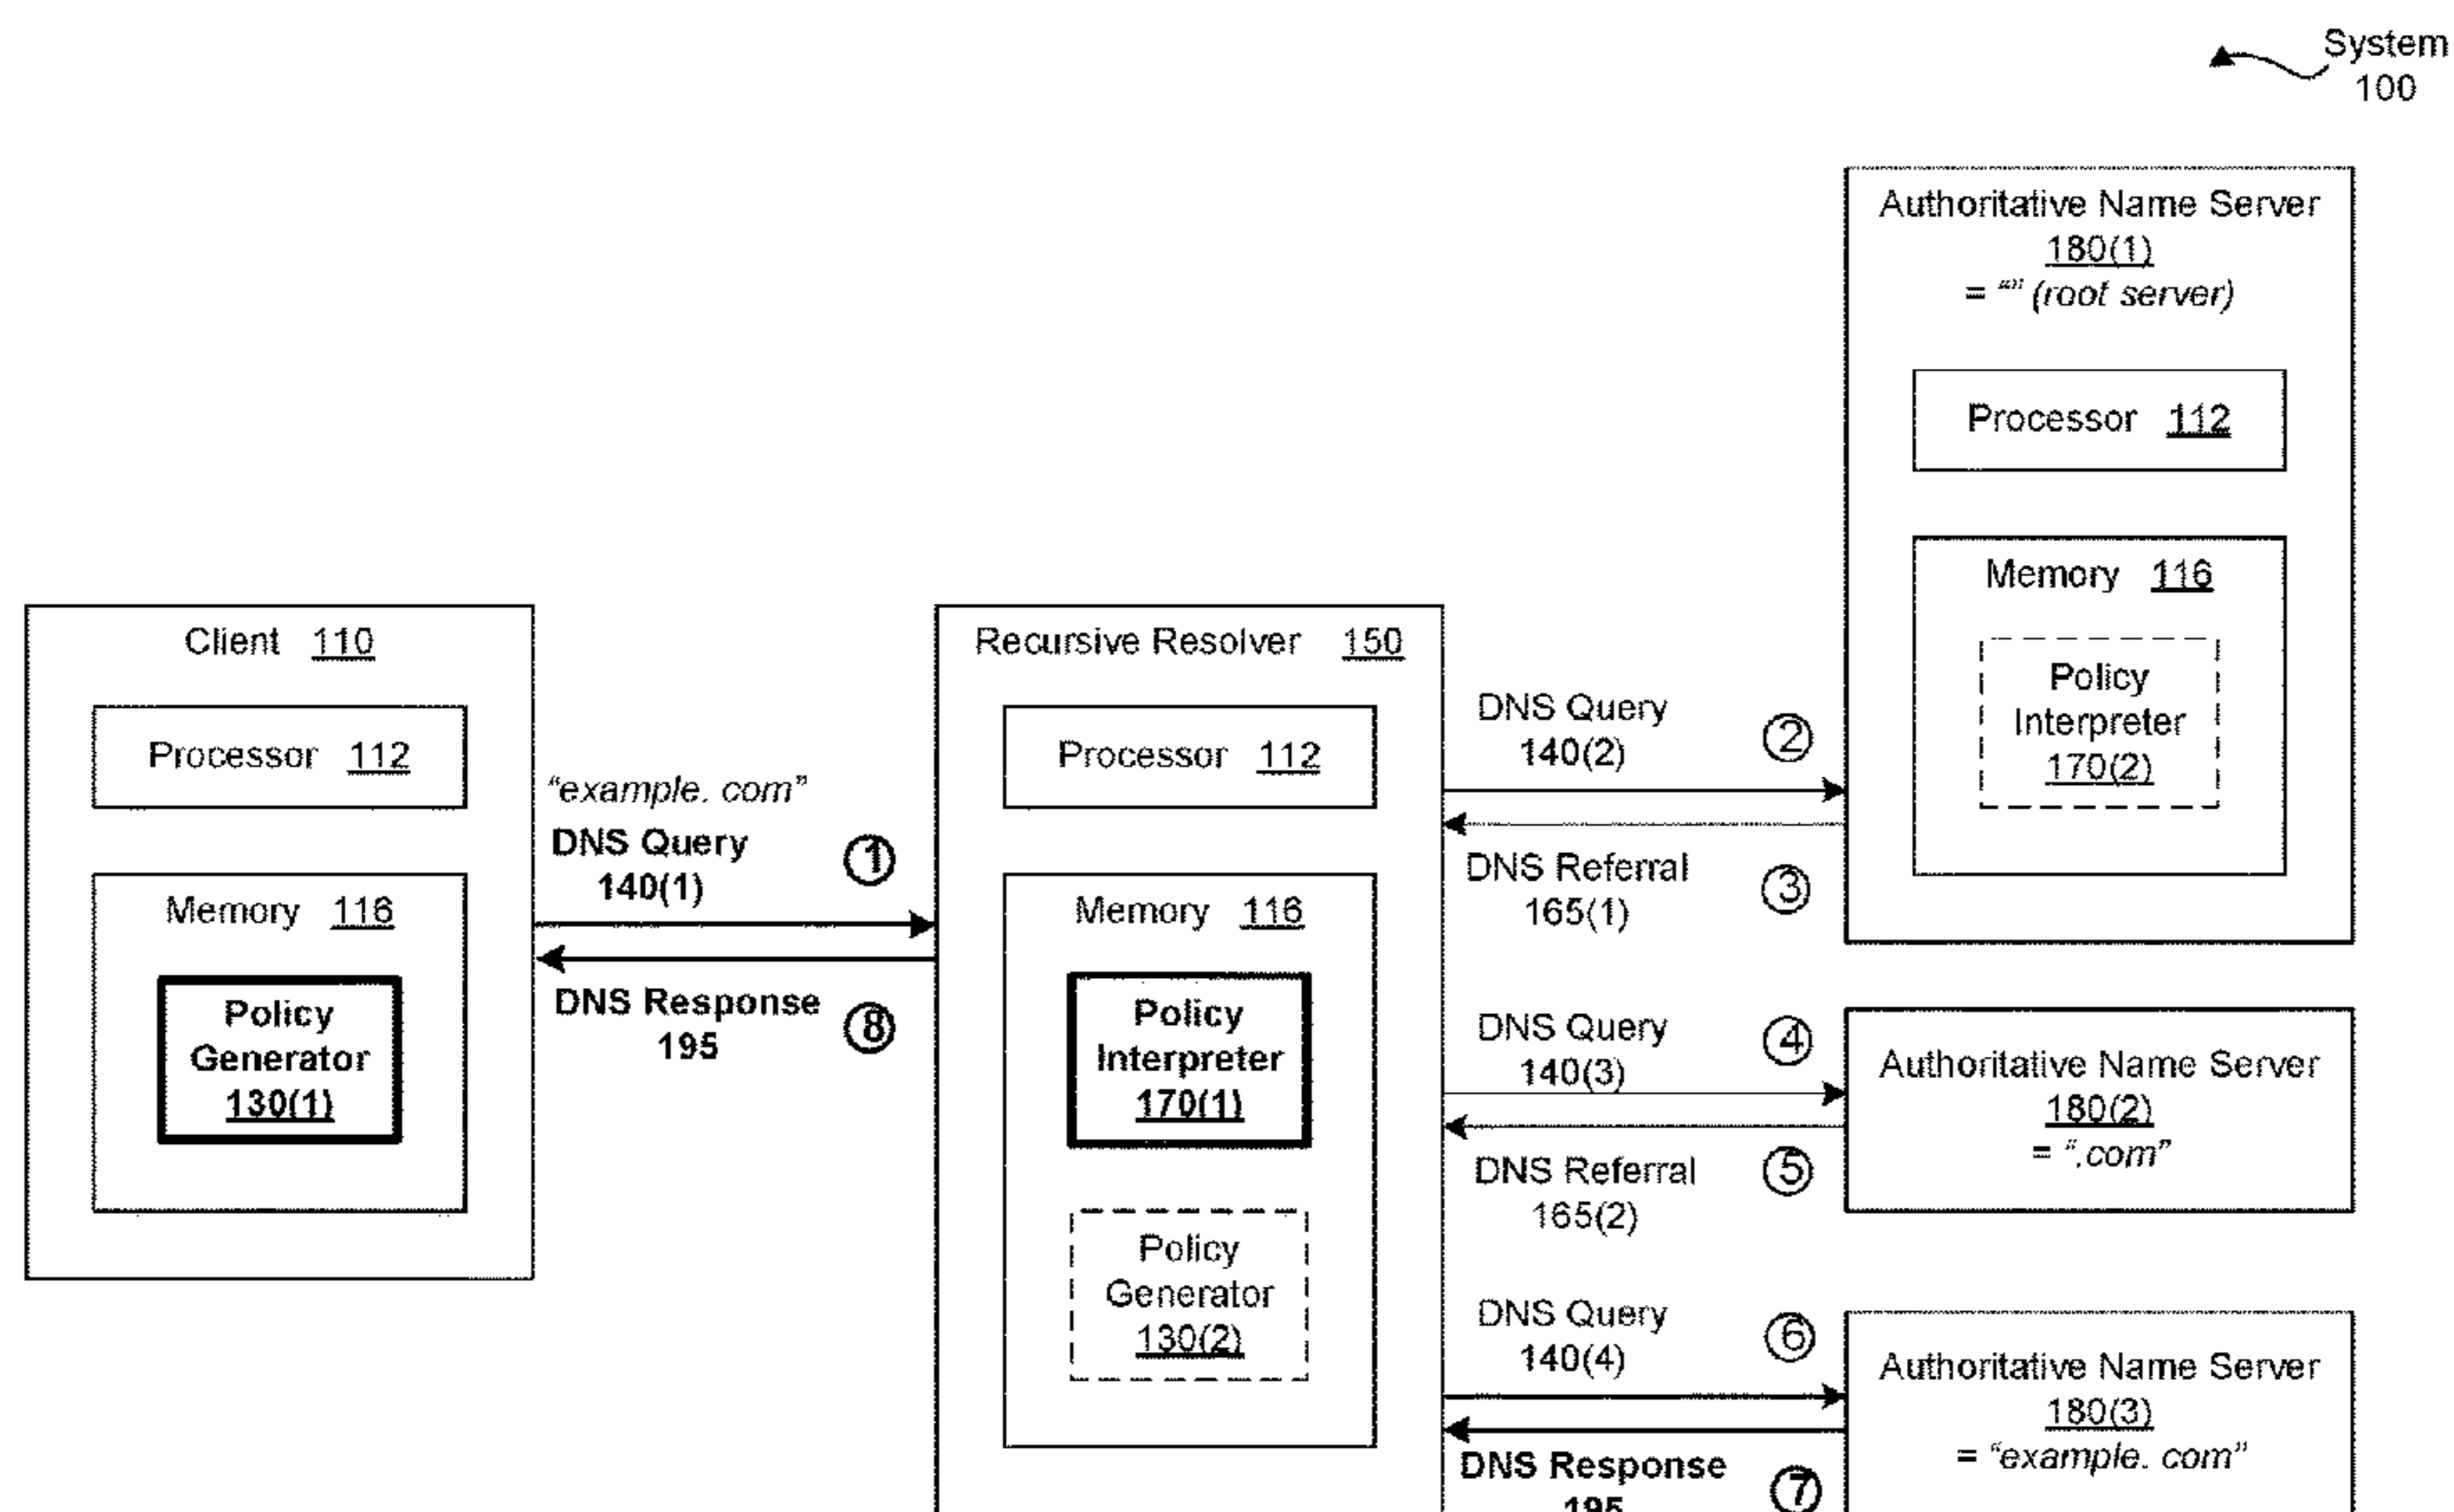 System
100
Authoritative Name Server
180(1)
= “” (root server)
Processor 112
Memory 116
Policy
Interpreter
170(2)
Client 110
Processor 112
Memory 116
Policy
Generator
130(1)
“example. com”
DNS Query
140(1)
1
DNS Response
195
8
Recursive Resolver 150
Processor 112
Memory 116
Policy
Interpreter
170(1)
Policy
Generator
130(2)
DNS Query
140(2)
2
DNS Referral
165(1)
3
DNS Query
140(3)
4
DNS Referral
165(2)
5
DNS Query
140(4)
6
DNS Response
195
7
Authoritative Name Server
180(2)
= “.com”
Authoritative Name Server
180(3)
= “example. com”